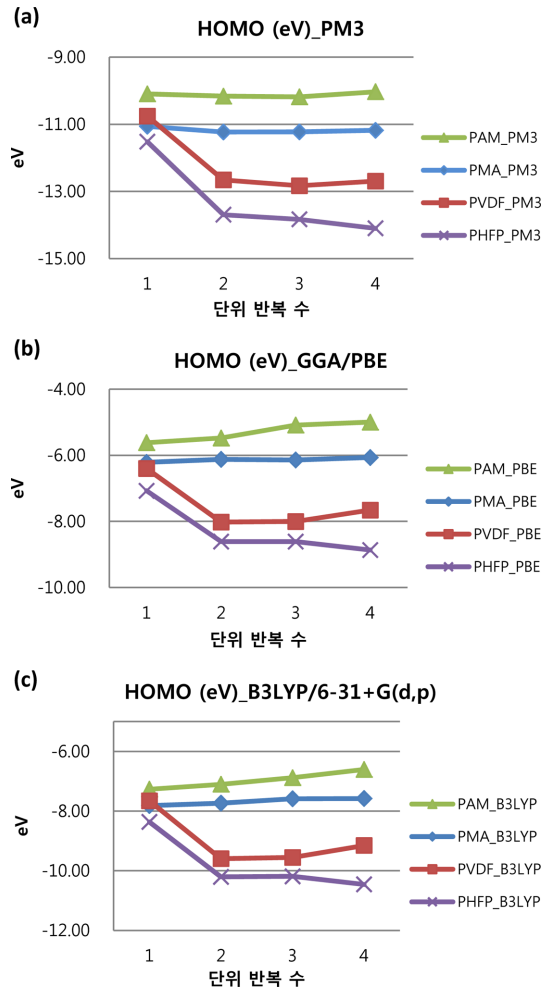 (a)
HOMO (eV)_PM3
-9.00
-11.00
-13.00
-15.00
eV
1 2 3 4
단위 반복 수
PAM_PM3
PMA_PM3
PVDF_PM3
PHFP_PM3
(b)
HOMO (eV)_GGA/PBE
-4.00
-6.00
-8.00
-10.00
eV
1 2 3 4
단위 반복 수
PAM_PBE
PMA_PBE
PVDF_PBE
PHFP_PBE
(c)
HOMO (eV)_B3LYP/6-31+G(d,p)
-6.00
-8.00
-10.00
-12.00
eV
1 2 3 4
단위 반복 수
PAM_B3LYP
PMA_B3LYP
PVDF_B3LYP
PHFP_B3LYP